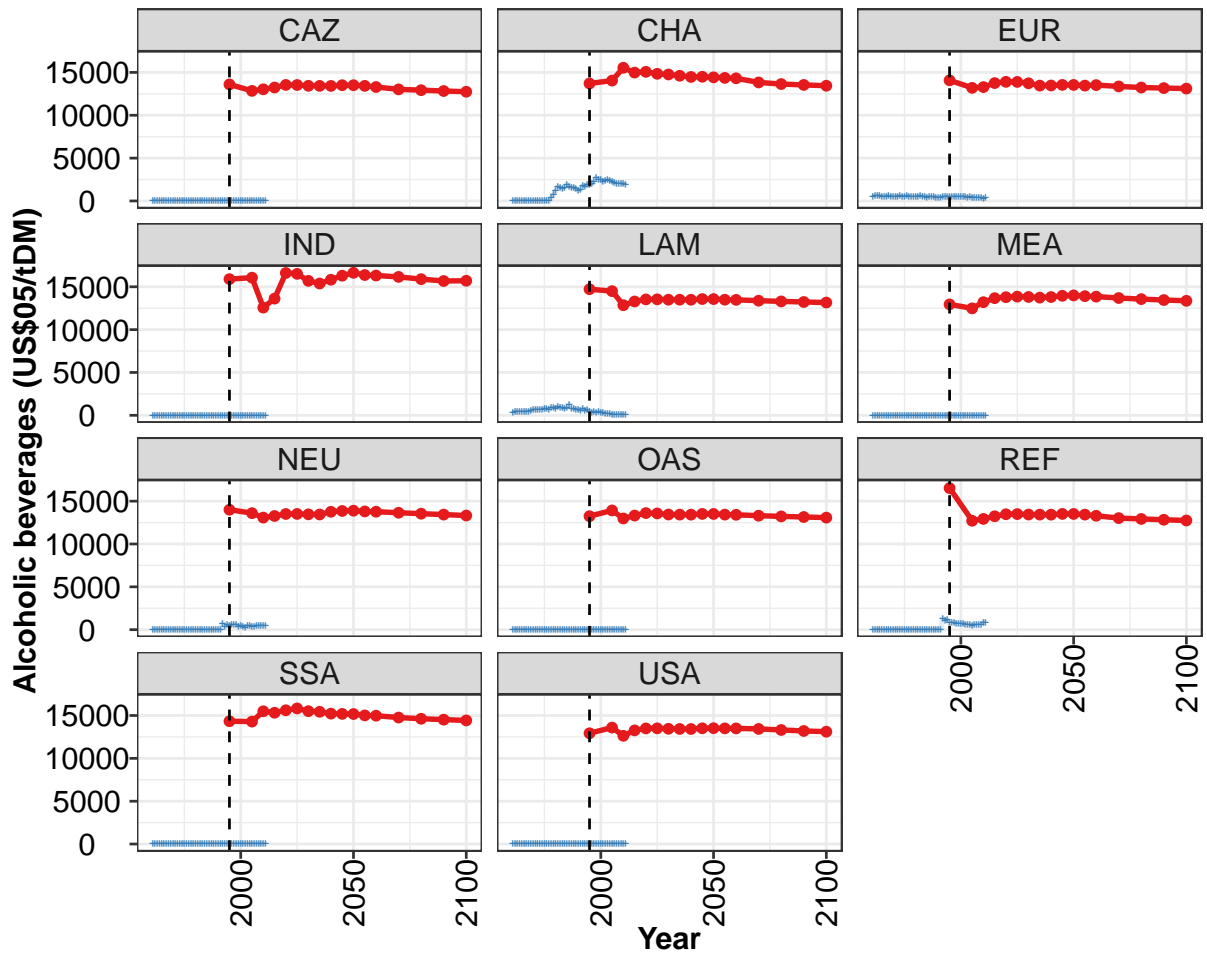 CAZ CHA EUR
15000
10000
5000
0
IND LAM MEA
15000
10000
5000
0
NEU OAS REF
15000
10000
5000
0
2000 2050 2100
SSA USA
15000
10000
5000
0
2000 2050 2100 2000 2050 2100
Alcoholic beverages (US$05/tDM)
Year